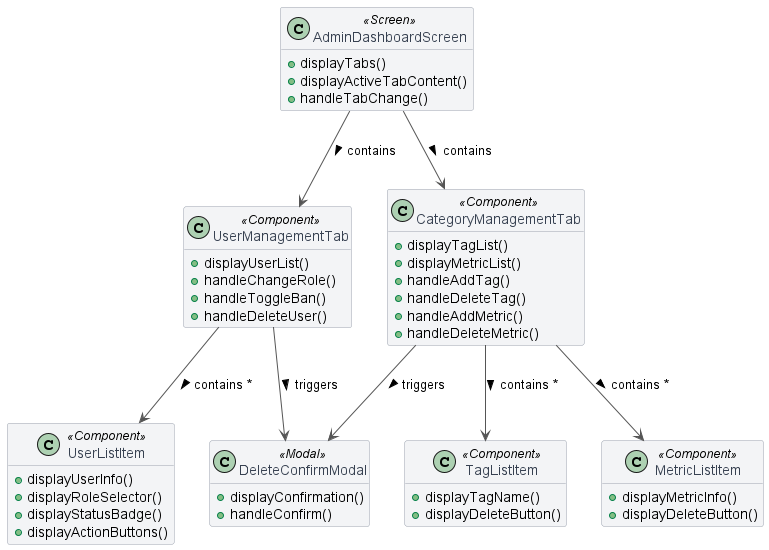 «Screen»
C AdminDashboardScreen
displayTabs()
displayActiveTabContent()
handleTabChange()
contains
contains
«Component»
C UserManagementTab
displayUserList()
handleChangeRole()
handleToggleBan()
handleDeleteUser()
«Component»
C CategoryManagementTab
displayTagList()
displayMetricList()
handleAddTag()
handleDeleteTag()
handleAddMetric()
handleDeleteMetric()
contains *
triggers
triggers
contains *
contains *
«Component»
C UserListItem
displayUserInfo()
displayRoleSelector()
displayStatusBadge()
displayActionButtons()
«Modal»
C DeleteConfirmModal
displayConfirmation()
handleConfirm()
«Component»
C TagListItem
displayTagName()
displayDeleteButton()
«Component»
C MetricListItem
displayMetricInfo()
displayDeleteButton()